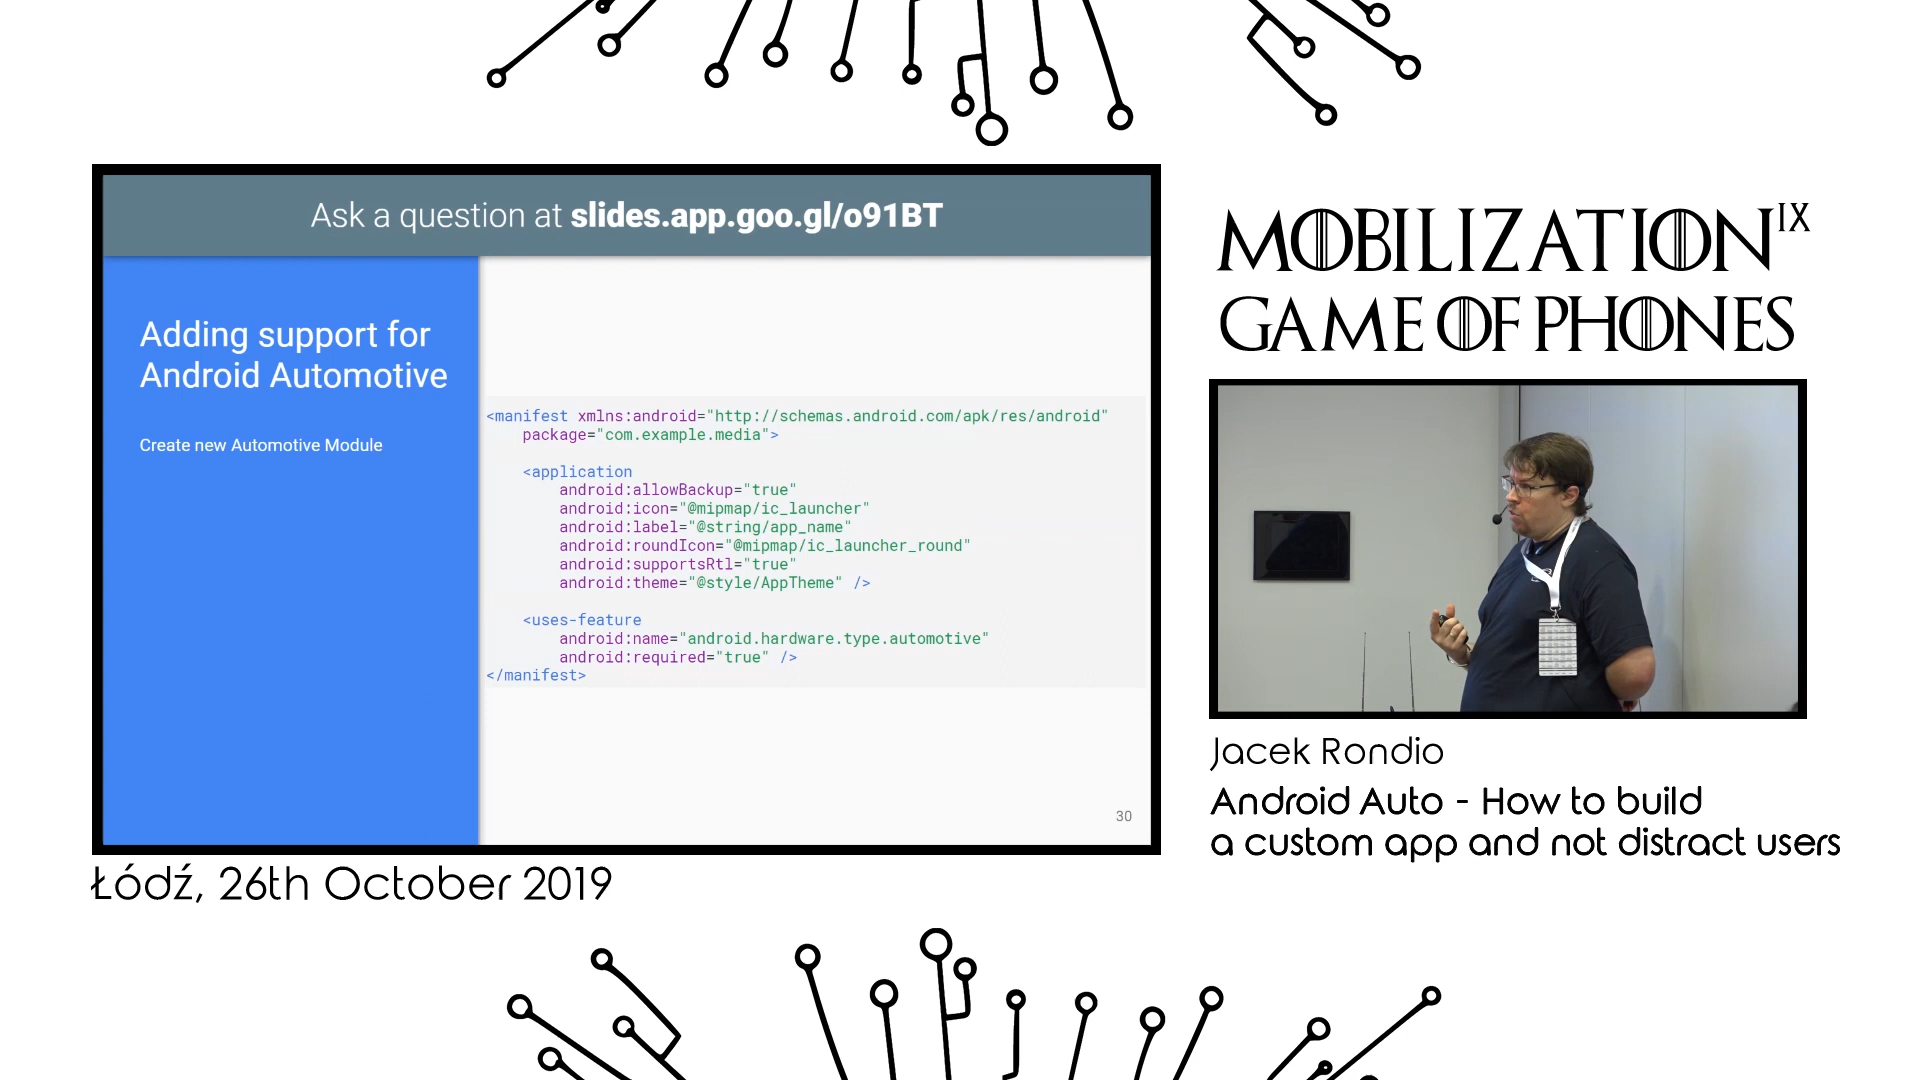 Ask a question at slides.app.goo.gl/o91BT
Adding support for
Android Automotive
Create new Automotive Module
<manifest xmlns:android="http://schemas.android.com/apk/res/android"
    package="com.example.media">
    <application
        android:allowBackup="true"
        android:icon="@mipmap/ic_launcher"
        android:label="@string/app_name"
        android:roundIcon="@mipmap/ic_launcher_round"
        android:supportsRtl="true"
        android:theme="@style/AppTheme" />
    <uses-feature
        android:name="android.hardware.type.automotive"
        android:required="true" />
</manifest>
30
Łódź, 26th October 2019
MOBILIZATION IX
GAME OF PHONES
Jacek Rondio
Android Auto - How to build
a custom app and not distract users